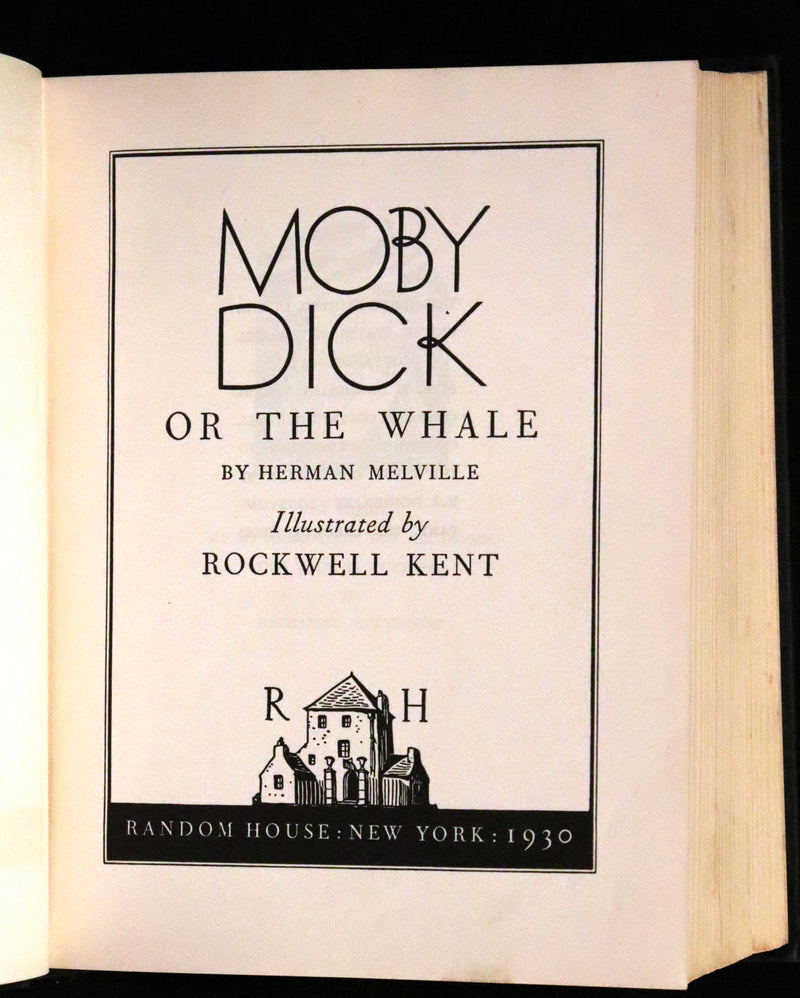 MOBY
DICK
OR THE WHALE
BY HERMAN MELVILLE
Illustrated by
ROCKWELL KENT
R H
RANDOM HOUSE : NEW YORK : 1930